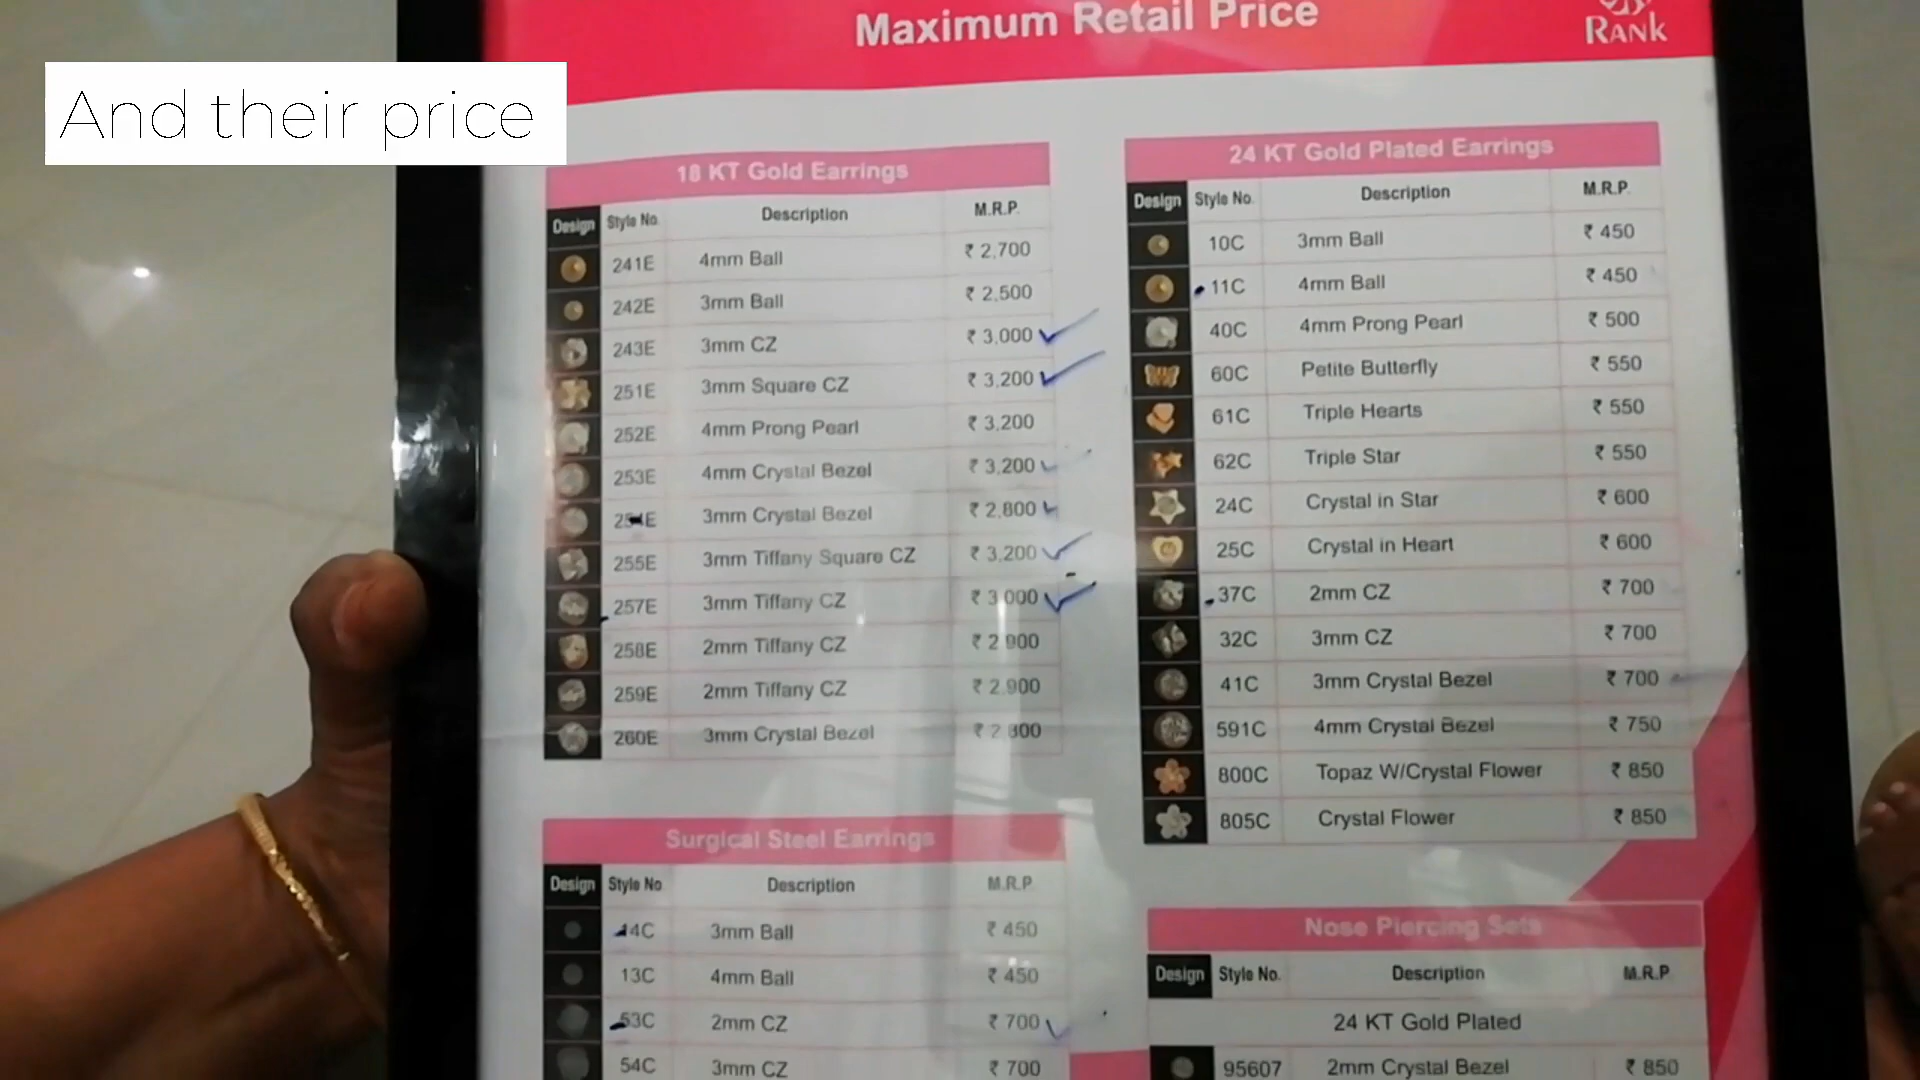 Maximum Retail Price
RANK
And their price
18 KT Gold Earrings
Design Style No. Description M.R.P.
241E 4mm Ball ₹ 2,700
242E 3mm Ball ₹ 2,500
243E 3mm CZ ₹ 3,000
251E 3mm Square CZ ₹ 3,200
252E 4mm Prong Pearl ₹ 3,200
253E 4mm Crystal Bezel ₹ 3,200
3mm Crystal Bezel ₹ 2,800
255E 3mm Tiffany Square CZ ₹ 3,200
257E 3mm Tiffany CZ ₹ 3,000
258E 2mm Tiffany CZ ₹ 2,900
259E 2mm Tiffany CZ ₹ 2,900
260E 3mm Crystal Bezel ₹ 2,800
24 KT Gold Plated Earrings
Design Style No. Description M.R.P.
10C 3mm Ball ₹ 450
11C 4mm Ball ₹ 450
40C 4mm Prong Pearl ₹ 500
60C Petite Butterfly ₹ 550
61C Triple Hearts ₹ 550
62C Triple Star ₹ 550
24C Crystal in Star ₹ 600
25C Crystal in Heart ₹ 600
37C 2mm CZ ₹ 700
32C 3mm CZ ₹ 700
41C 3mm Crystal Bezel ₹ 700
591C 4mm Crystal Bezel ₹ 750
800C Topaz W/Crystal Flower ₹ 850
805C Crystal Flower ₹ 850
Surgical Steel Earrings
Design Style No Description M.R.P.
14C 3mm Ball ₹ 450
13C 4mm Ball ₹ 450
53C 2mm CZ ₹ 700
54C 3mm CZ ₹ 700
Nose Piercing Sets
Design Style No. Description M.R.P
24 KT Gold Plated
95607 2mm Crystal Bezel ₹ 850